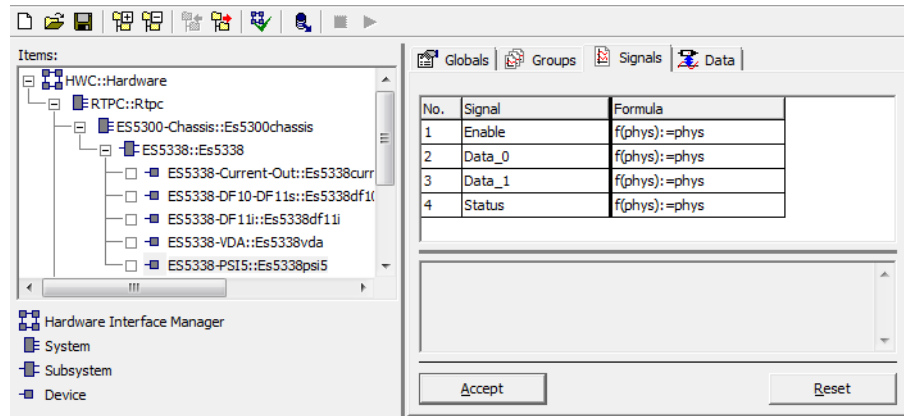 Items:
HWC::Hardware
RTPC::Rtpc
ES5300-Chassis::Es5300chassis
ES5338::Es5338
ES5338-Current-Out::Es5338curr
ES5338-DF10-DF11s::Es5338df1(
ES5338-DF11i::Es5338df11i
ES5338-VDA::Es5338vda
ES5338-PSI5::Es5338psi5
Hardware Interface Manager
System
Subsystem
Device
Globals Groups Signals Data
No. Signal Formula
1 Enable f(phys):=phys
2 Data_0 f(phys):=phys
3 Data_1 f(phys):=phys
4 Status f(phys):=phys
Accept Reset